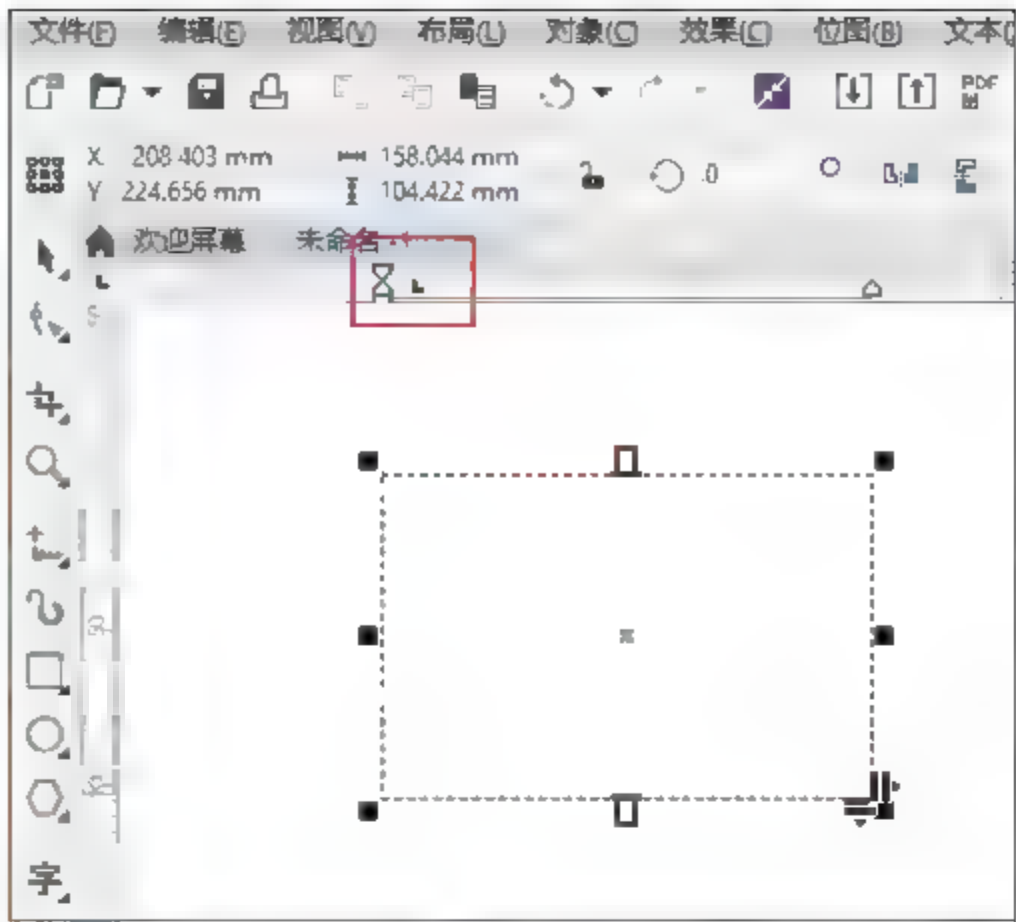 文件(F) 编辑(E) 视图(V) 布局(L) 对象(C) 效果(C) 位图(B) 文本
PDF
X 208.403 mm 158.044 mm
Y 224.656 mm 104.422 mm
.0
欢迎屏幕 未命名
字